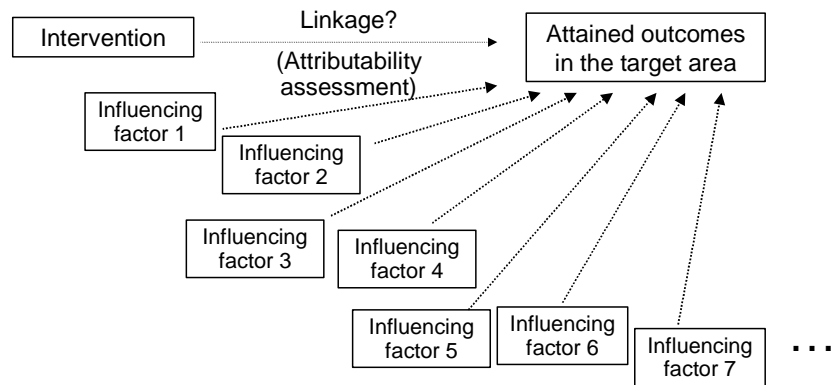 Intervention
Linkage?
(Attributability
assessment)
Attained outcomes
in the target area
Influencing
factor 1
Influencing
factor 2
Influencing
factor 3
Influencing
factor 4
Influencing
factor 5
Influencing
factor 6
Influencing
factor 7
...